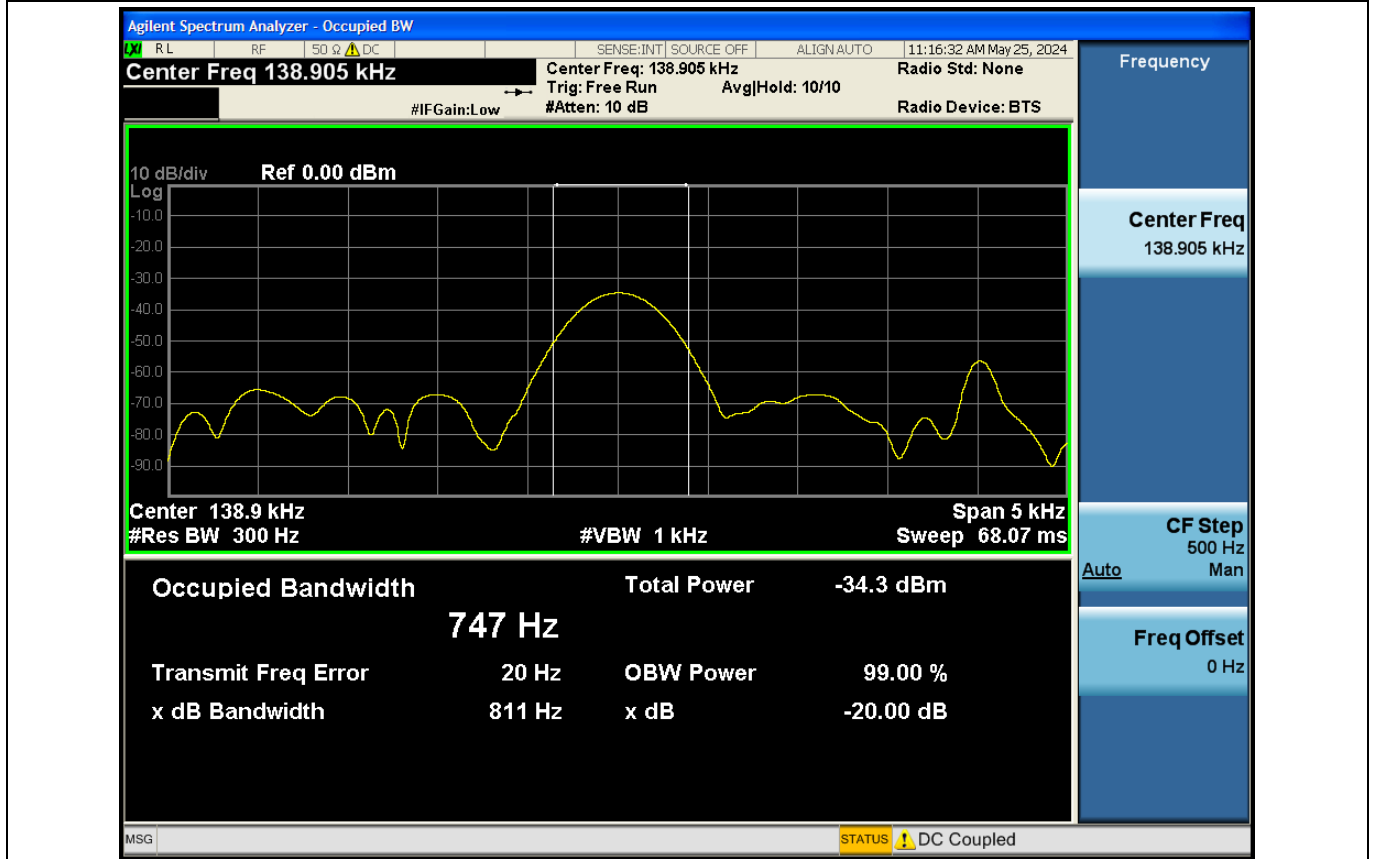 Agilent Spectrum Analyzer - Occupied BW
LXI RL RF 50 Ω DC SENSE:INT SOURCE OFF ALIGN AUTO 11:16:32 AM May 25, 2024
Center Freq 138.905 kHz
Center Freq: 138.905 kHz
Radio Std: None
Trig: Free Run Avg|Hold: 10/10
#IFGain:Low
#Atten: 10 dB
Radio Device: BTS
Frequency
10 dB/div Ref 0.00 dBm
Log
-10.0
-20.0
-30.0
-40.0
-50.0
-60.0
-70.0
-80.0
-90.0
Center 138.9 kHz Span 5 kHz
#Res BW 300 Hz #VBW 1 kHz Sweep 68.07 ms
Center Freq
138.905 kHz
CF Step
500 Hz
Auto Man
Freq Offset
0 Hz
Occupied Bandwidth Total Power -34.3 dBm
747 Hz
Transmit Freq Error 20 Hz OBW Power 99.00 %
x dB Bandwidth 811 Hz x dB -20.00 dB
MSG STATUS DC Coupled